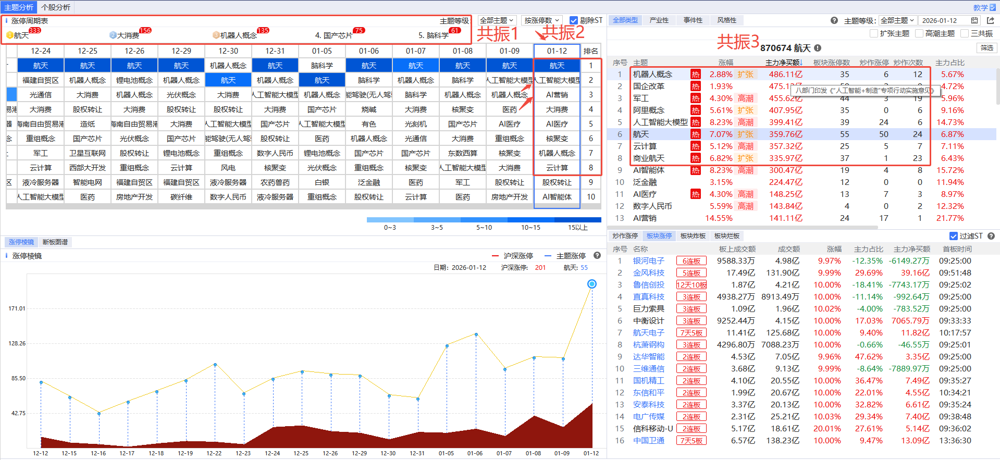 主题分析 个股分析 教学
涨停周期表 主题等级: 全部主题 按涨停数 剔除ST
1 航天 333 2 大消费 156 3 机器人概念 135 4. 国产芯片 75 5. 脑科学 61
共振1 共振2
12-24 12-25 12-26 12-29 12-30 12-31 01-05 01-06 01-07 01-08 01-09 01-12 排名
航天 航天 航天 航天 机器人概念 航天 脑科学 航天 航天 航天 航天 航天 1
福建自贸区 机器人概念 锂电池概念 机器人概念 航天 机器人概念 航天 脑科学 机器人概念 脑科学 人工智能大模型 人工智能大模型 2
光通信 大消费 机器人概念 光伏概念 大消费 人工智能大模型 机器人概念 能驾驶(无人驾 脑科学 机器人概念 机器人概念 AI营销 3
大消费 股权转让 大消费 股权转让 股权转让 大消费 国产芯片 烧碱 大消费 核聚变 医药 大消费 4
海南自由贸易港 造纸 海南自由贸易港 大消费 人工智能大模型 国产芯片 人工智能大模型 有色 光刻机 国产芯片 AI医疗 AI医疗 5
重组概念 国产芯片 光伏概念 国产芯片 能驾驶(无人驾 股权转让 医药 机器人概念 光通信 大消费 重组概念 核聚变 6
军工 卫星互联网 股权转让 锂电池概念 重组概念 数字人民币 锂电池概念 国产芯片 国产芯片 东数西算 核聚变 机器人概念 7
云计算 西部大开发 重组概念 云计算 风电 核聚变 光伏概念 重组概念 核聚变 人工智能大模型 大消费 云计算 8
液冷服务器 智能电网 福建自贸区 福建自贸区 液冷服务器 农药兽药 白银 泛金融 医药 军工 股权转让 股权转让 9
人工智能大模型 医药 房地产开发 碳纤维 数字人民币 液冷服务器 重组概念 股权转让 云计算 医药 房地产开发 AI智能体 10
0~3 3~5 5~10 10~15 15以上
涨停棱镜 断板图谱
涨停棱镜 沪深涨停 主题涨停
日期: 2026-01-12 沪深涨停: 201 航天: 55
171.01
128.26
85.50
42.75
12-12 12-15 12-16 12-17 12-18 12-19 12-22 12-23 12-24 12-25 12-26 12-29 12-30 12-31 01-05 01-06 01-07 01-08 01-09 01-12
全部类型 产业性 事件性 风格性 主题等级: 全部主题 2026-01-12
扩张主题 高潮主题 三共振
共振3
870674 航天 筛选
序号 主题 涨幅 主力净买额↓ 板块涨停数 炒作涨停 炒作次数 主力占比
1 机器人概念 热 2.88% 扩张 486.11亿 35 6 12 5.67%
2 国企改革 热 1.93% 4.72%
八部门印发《“人工智能+制造”专项行动实施意见》
3 军工 热 4.30% 高潮 455.62亿 44 3 19 5.96%
4 阿里概念 热 5.61% 扩张 407.95亿 35 0 6 9.16%
5 人工智能大模型 热 8.23% 高潮 399.41亿 39 24 6 14.73%
6 航天 热 7.07% 扩张 359.76亿 55 50 24 6.87%
7 云计算 热 5.12% 高潮 357.32亿 25 5 7 7.11%
8 商业航天 热 6.82% 扩张 335.97亿 37 1 23 6.43%
9 AI智能体 热 8.23% 高潮 300.47亿 19 4 8 15.72%
10 泛金融 3.15% 224.47亿 12 0 0 11.94%
11 AI医疗 热 4.30% 高潮 148.25亿 13 7 3 8.97%
12 数字人民币 5.59% 高潮 143.84亿 4 0 2 12.32%
13 AI营销 14.55% 141.11亿 24 17 1 21.77%
炒作涨停 板块涨停 板块炸板 板块烂板 过滤ST
序号 名称 板上成交额 成交额 涨幅 主力占比 主力净买额 首板时间
1 银河电子 6连板 9588.33万 4.98亿 9.97% -12.35% -6149.27万 09:25:00
2 金风科技 5连板 17.49亿 131.90亿 9.99% 29.69% 39.16亿 09:51:48
3 鲁信创投 12天10板 1.87亿 4.21亿 10.00% -18.41% -7743.17万 09:25:02
4 直真科技 3连板 4938.27万 8913.49万 10.00% -11.14% -992.64万 09:25:00
5 巨力索具 3连板 1.09亿 1.96亿 10.02% -4.00% -783.52万 09:25:00
6 中衡设计 3连板 9252.44万 4.15亿 10.00% 17.03% 7065.79万 09:33:33
7 航天电子 7天5板 11.41亿 125.68亿 10.00% 9.40% 11.82亿 10:17:57
8 杭萧钢构 3连板 4296.80万 7088.23万 10.00% -0.66% -46.55万 09:25:01
9 达华智能 2连板 4.53亿 7.05亿 9.96% 47.62% 3.35亿 09:25:00
10 三维通信 2连板 3.68亿 9.13亿 9.99% -8.64% -7889.97万 09:25:00
11 国机精工 2连板 4.10亿 20.55亿 10.00% 36.47% 7.49亿 09:35:27
12 东信和平 2连板 1.99亿 20.67亿 10.00% 22.01% 4.55亿 10:34:21
13 安泰科技 2连板 3.37亿 20.13亿 10.00% 32.82% 6.61亿 09:35:24
14 电广传媒 2连板 2.31亿 25.21亿 10.03% 29.34% 7.40亿 09:38:48
15 信科移动-U 2连板 5.17亿 18.61亿 20.01% 27.61% 5.14亿 09:36:02
16 中国卫通 7天5板 6.57亿 138.23亿 10.00% 9.47% 13.09亿 13:36:30